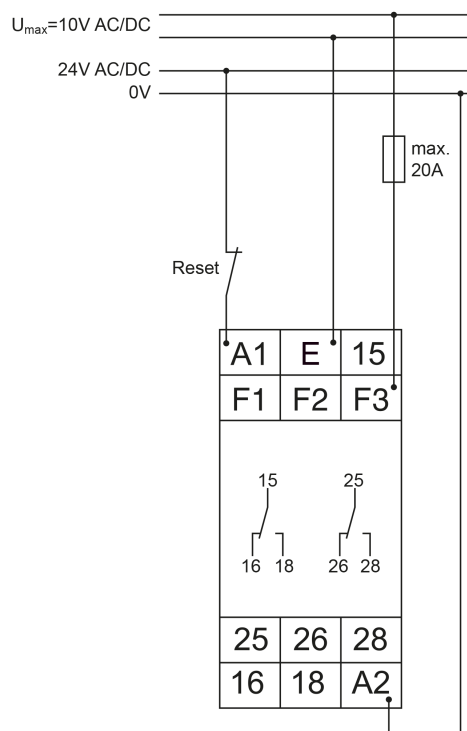 Umax=10V AC/DC
24V AC/DC
0V
max.
20A
Reset
A1 E 15
F1 F2 F3
15 25
16 18 26 28
25 26 28
16 18 A2